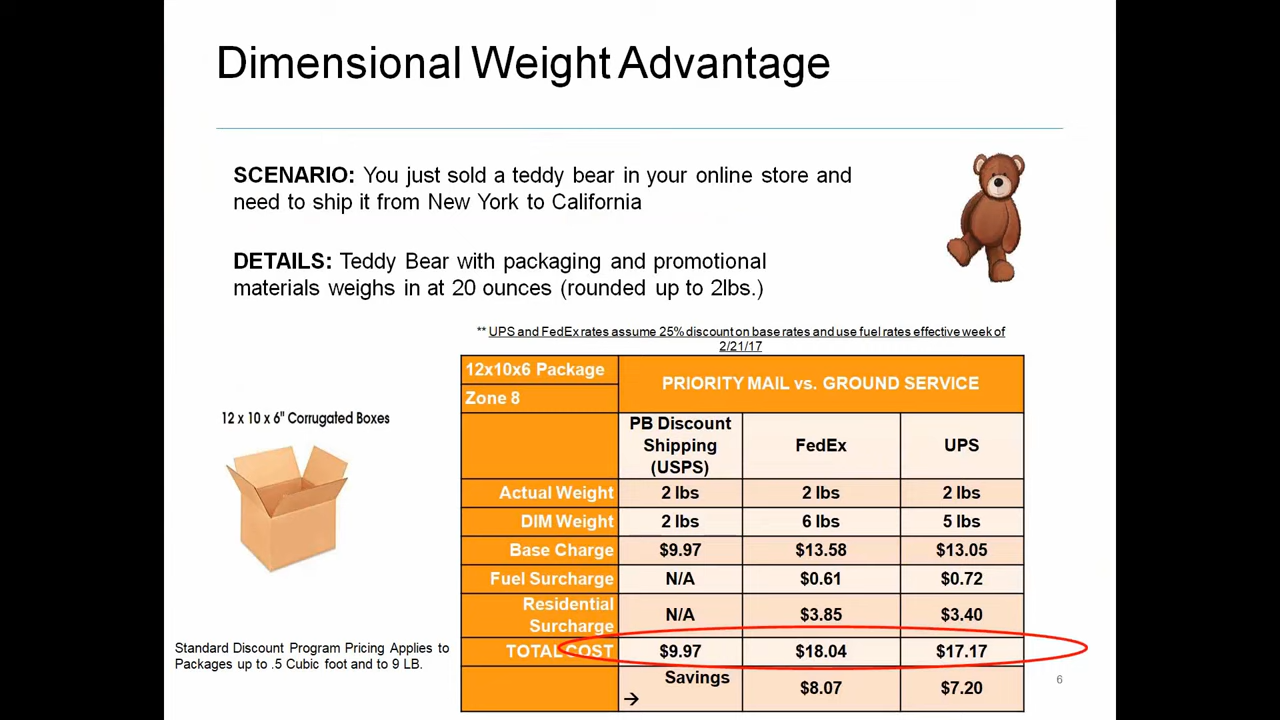 Dimensional Weight Advantage
SCENARIO: You just sold a teddy bear in your online store and
need to ship it from New York to California
DETAILS: Teddy Bear with packaging and promotional
materials weighs in at 20 ounces (rounded up to 2lbs.)
** UPS and FedEx rates assume 25% discount on base rates and use fuel rates effective week of
2/21/17
12x10x6 Package
Zone 8
PRIORITY MAIL vs. GROUND SERVICE
PB Discount
Shipping
(USPS)
FedEx
UPS
Actual Weight 2 lbs 2 lbs 2 lbs
DIM Weight 2 lbs 6 lbs 5 lbs
Base Charge $9.97 $13.58 $13.05
Fuel Surcharge N/A $0.61 $0.72
Residential
Surcharge N/A $3.85 $3.40
TOTAL COST $9.97 $18.04 $17.17
Savings
→ $8.07 $7.20
12 x 10 x 6" Corrugated Boxes
Standard Discount Program Pricing Applies to
Packages up to .5 Cubic foot and to 9 LB.
6